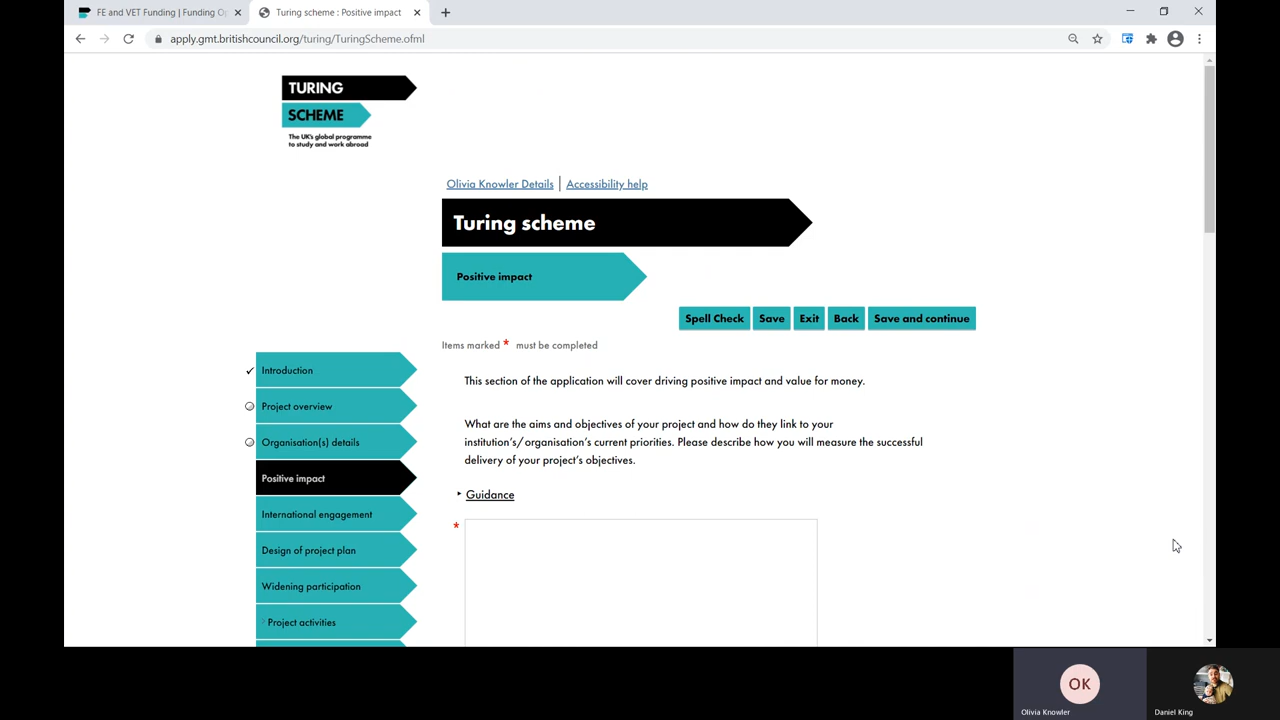 FE and VET Funding | Funding Op
Turing scheme : Positive impact
apply.gmt.britishcouncil.org/turing/TuringScheme.ofml
TURING
SCHEME
The UK's global programme
to study and work abroad
Olivia Knowler Details | Accessibility help
Turing scheme
Positive impact
Spell Check Save Exit Back Save and continue
Items marked * must be completed
Introduction
Project overview
Organisation(s) details
Positive impact
International engagement
Design of project plan
Widening participation
Project activities
This section of the application will cover driving positive impact and value for money.
What are the aims and objectives of your project and how do they link to your
institution's/organisation's current priorities. Please describe how you will measure the successful
delivery of your project's objectives.
Guidance
*
OK
Olivia Knowler
Daniel King